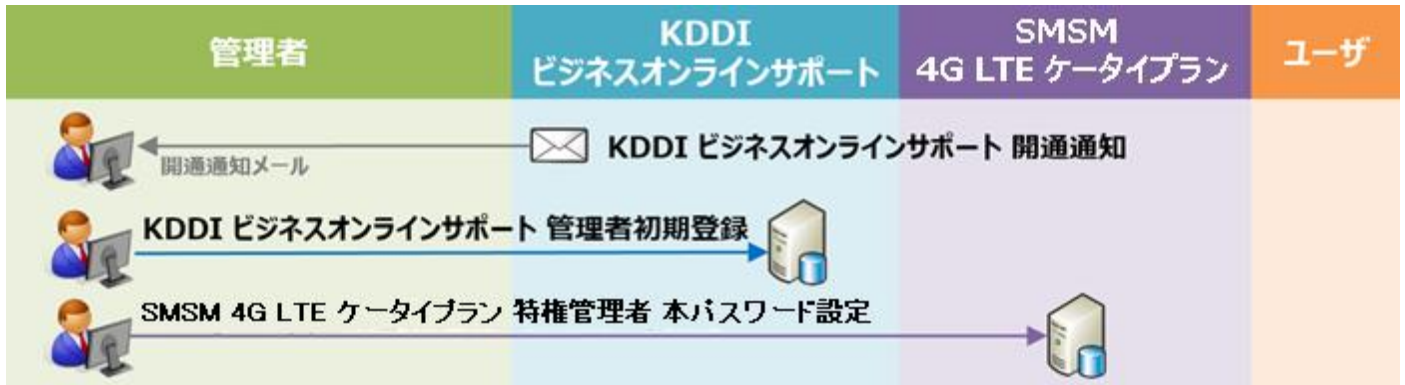 管理者
KDDI
ビジネスオンラインサポート
SMSM
4G LTE ケータイプラン
ユーザ
KDDI ビジネスオンラインサポート 開通通知
開通通知メール
KDDI ビジネスオンラインサポート 管理者初期登録
SMSM 4G LTE ケータイプラン 特権管理者 本パスワード設定